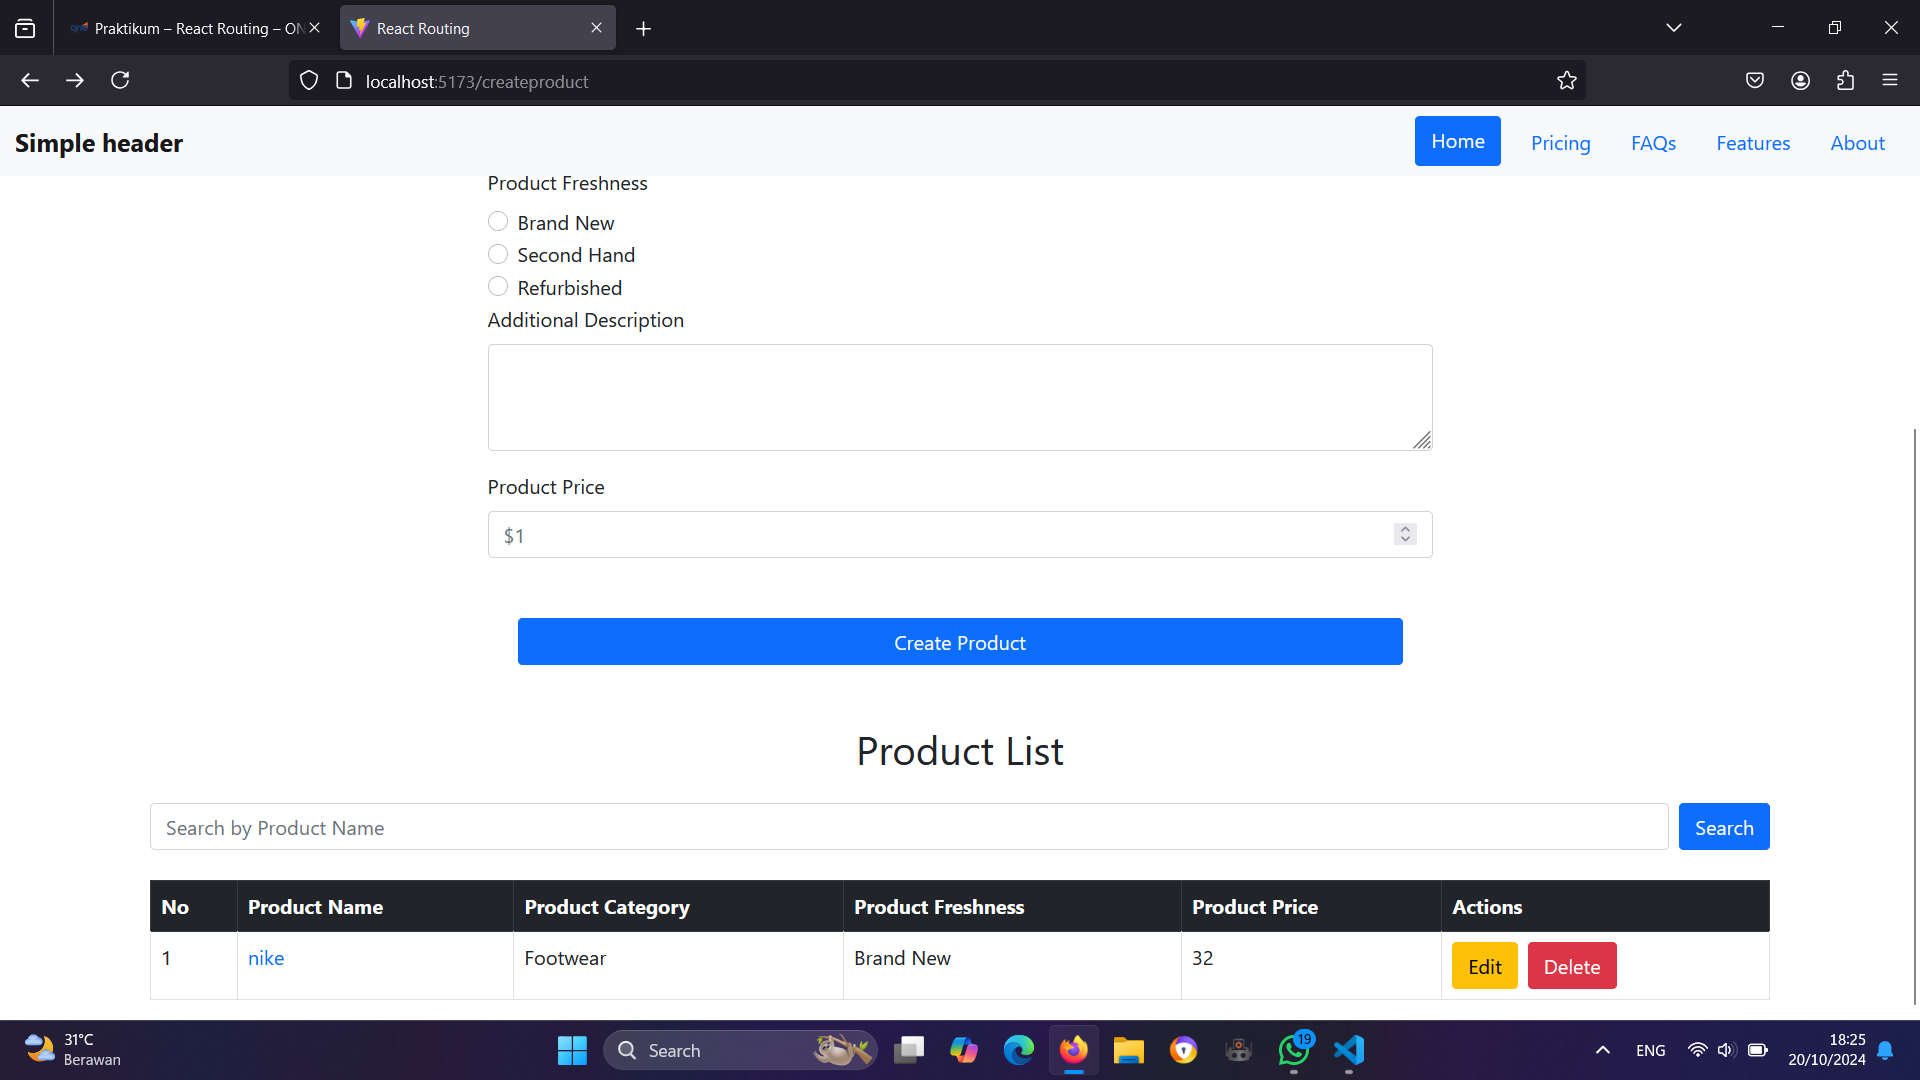 Praktikum – React Routing – ON
React Routing
localhost:5173/createproduct
Simple header
Home Pricing FAQs Features About
Product Freshness
Brand New
Second Hand
Refurbished
Additional Description
Product Price
$1
Create Product
Product List
Search by Product Name
Search
No Product Name Product Category Product Freshness Product Price Actions
1 nike Footwear Brand New 32 Edit Delete
31°C
Berawan
Search
19
ENG
18:25
20/10/2024